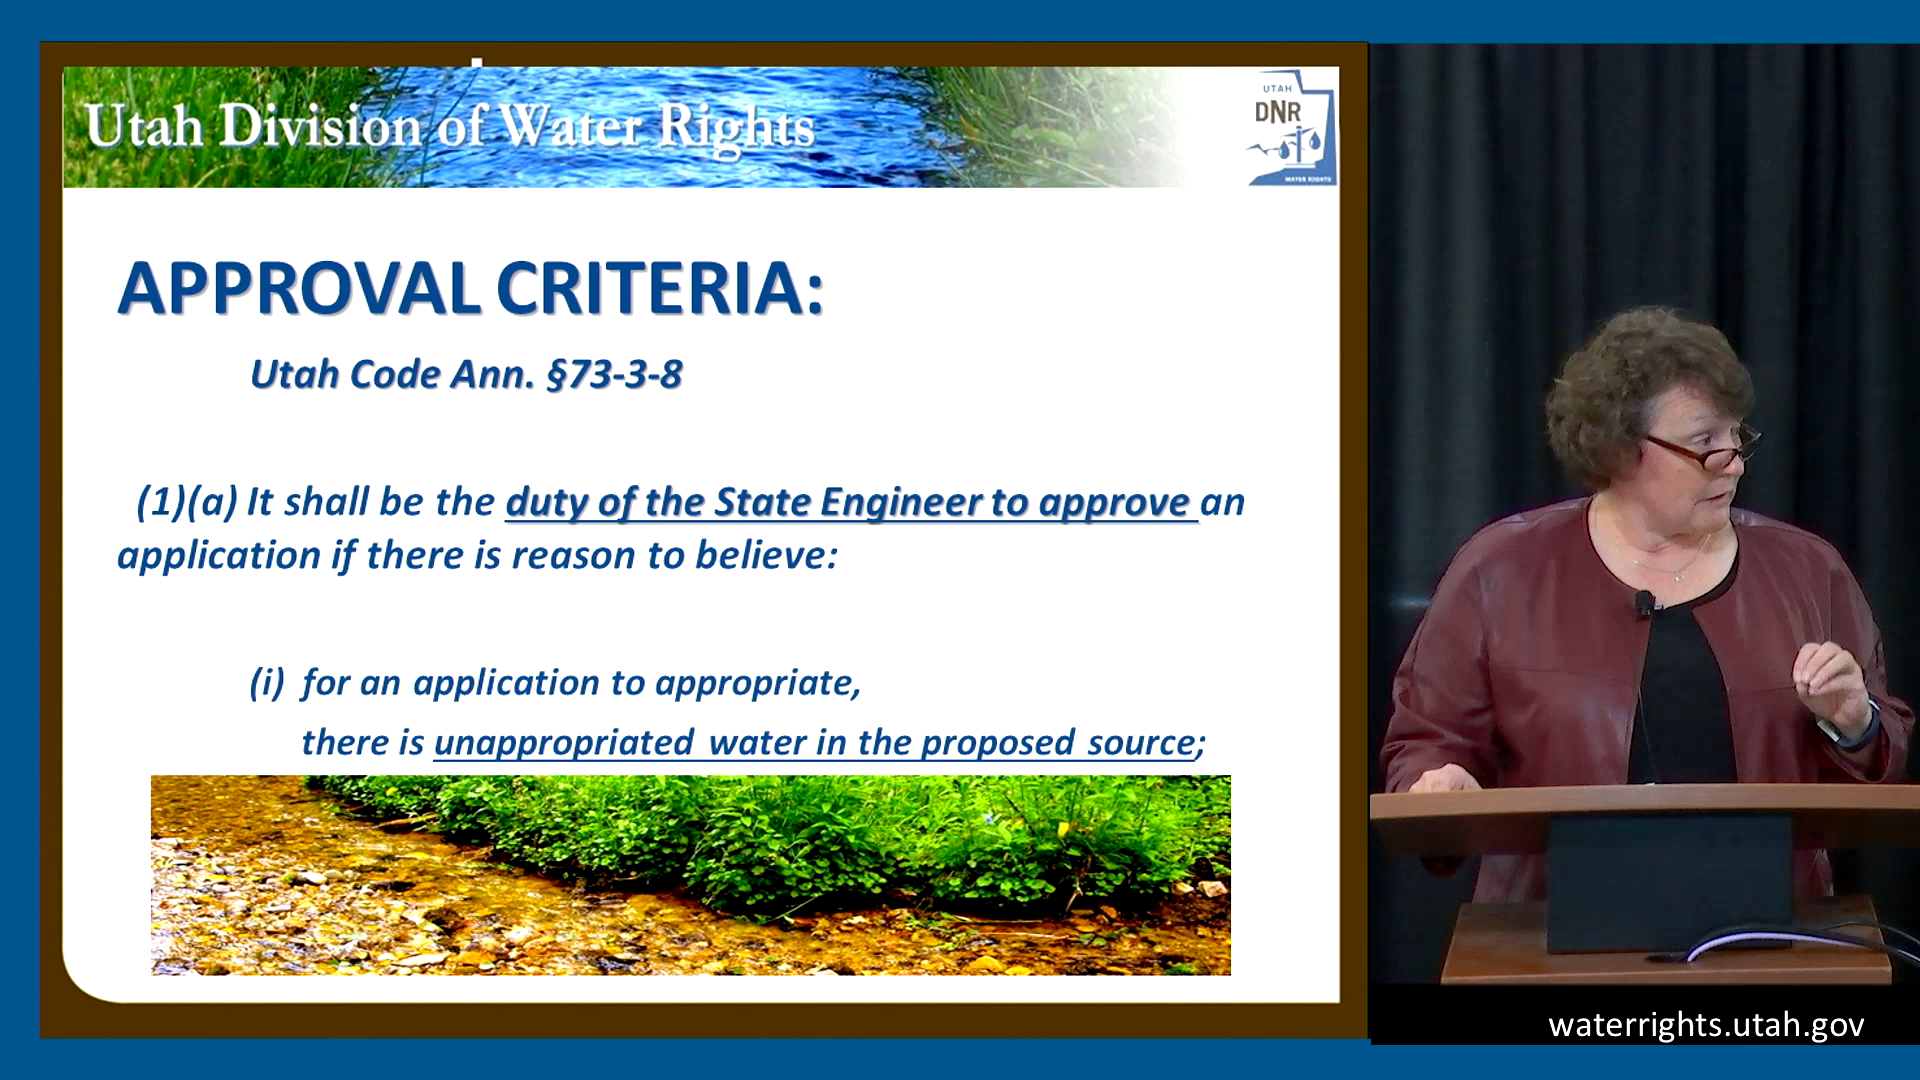 Utah Division of Water Rights
UTAH
DNR
WATER RIGHTS
APPROVAL CRITERIA:
Utah Code Ann. §73-3-8
(1)(a) It shall be the duty of the State Engineer to approve an
application if there is reason to believe:
(i) for an application to appropriate,
there is unappropriated water in the proposed source;
waterrights.utah.gov